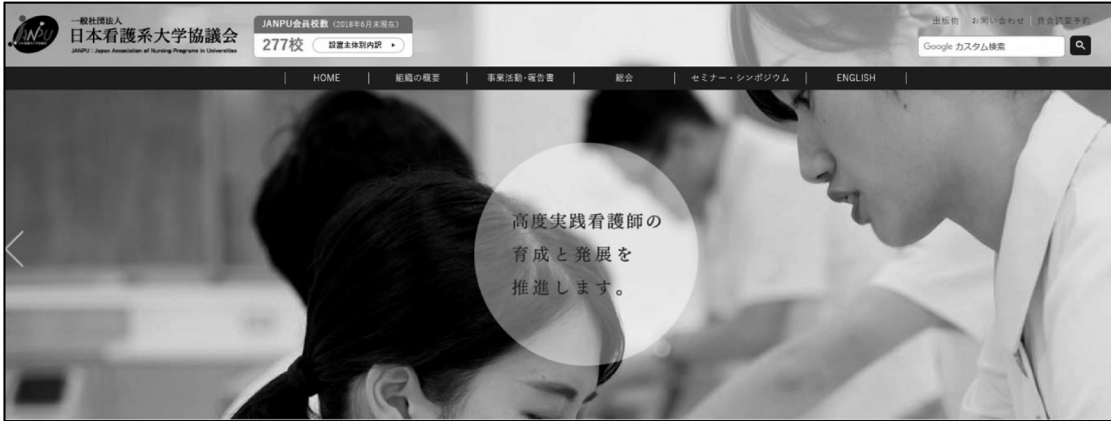 JANPU
一般社団法人
日本看護系大学協議会
JANPU : Japan Association of Nursing Programs in Universities
JANPU会員校数（2018年6月末現在）
277校
設置主体別内訳
出版物
お問い合わせ
Google カスタム検索
HOME
組織の概要
事業活動・報告書
総会
セミナー・シンポジウム
ENGLISH
高度実践看護師の
育成と発展を
推進します。